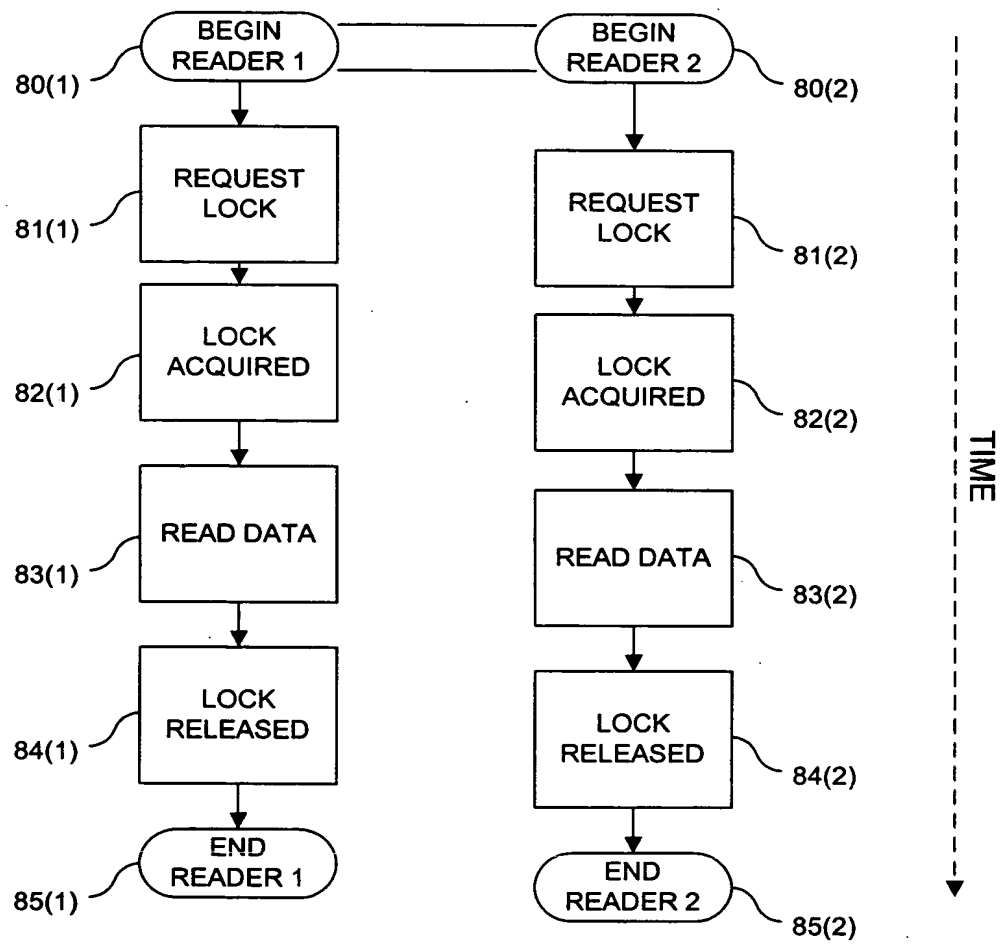 BEGIN
READER 1
80(1)
REQUEST
LOCK
81(1)
LOCK
ACQUIRED
82(1)
READ DATA
83(1)
LOCK
RELEASED
84(1)
END
READER 1
85(1)
BEGIN
READER 2
80(2)
REQUEST
LOCK
81(2)
LOCK
ACQUIRED
82(2)
READ DATA
83(2)
LOCK
RELEASED
84(2)
END
READER 2
85(2)
TIME